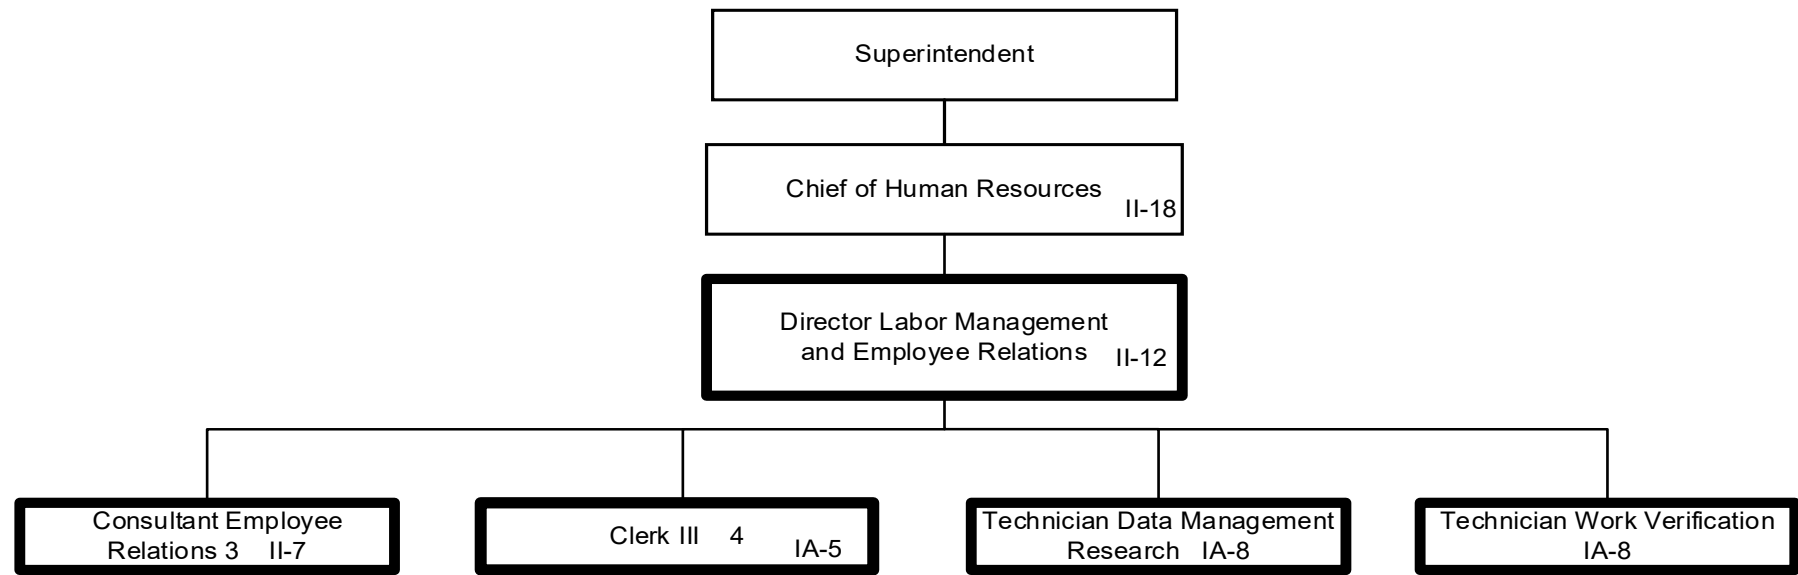 Superintendent
Chief of Human Resources
II-18
Director Labor Management
and Employee Relations II-12
Consultant Employee
Relations 3 II-7
Clerk III 4 IA-5
Technician Data Management
Research IA-8
Technician Work Verification
IA-8